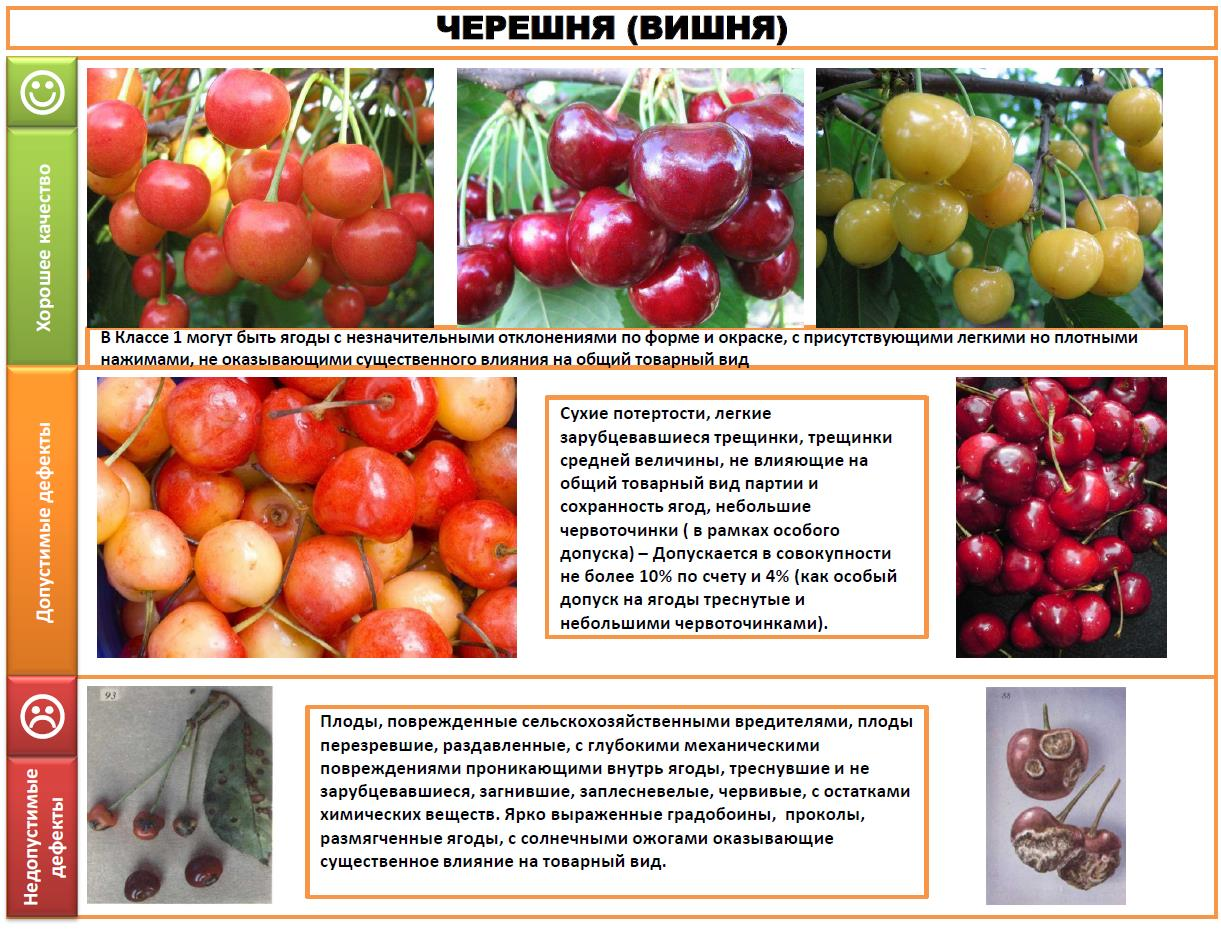 ЧЕРЕШНЯ (ВИШНЯ)
Хорошее качество
В Классе 1 могут быть ягоды с незначительными отклонениями по форме и окраске, с присутствующими легкими но плотными
нажимами, не оказывающими существенного влияния на общий товарный вид
Допустимые дефекты
Сухие потертости, легкие
зарубцевавшиеся трещинки, трещинки
средней величины, не влияющие на
общий товарный вид партии и
сохранность ягод, небольшие
червоточинки ( в рамках особого
допуска) – Допускается в совокупности
не более 10% по счету и 4% (как особый
допуск на ягоды треснутые и
небольшими червоточинками).
Недопустимые
дефекты
93
Плоды, поврежденные сельскохозяйственными вредителями, плоды
перезревшие, раздавленные, с глубокими механическими
повреждениями проникающими внутрь ягоды, треснувшие и не
зарубцевавшиеся, загнившие, заплесневелые, червивые, с остатками
химических веществ. Ярко выраженные градобоины,  проколы,
размягченные ягоды, с солнечными ожогами оказывающие
существенное влияние на товарный вид.
88